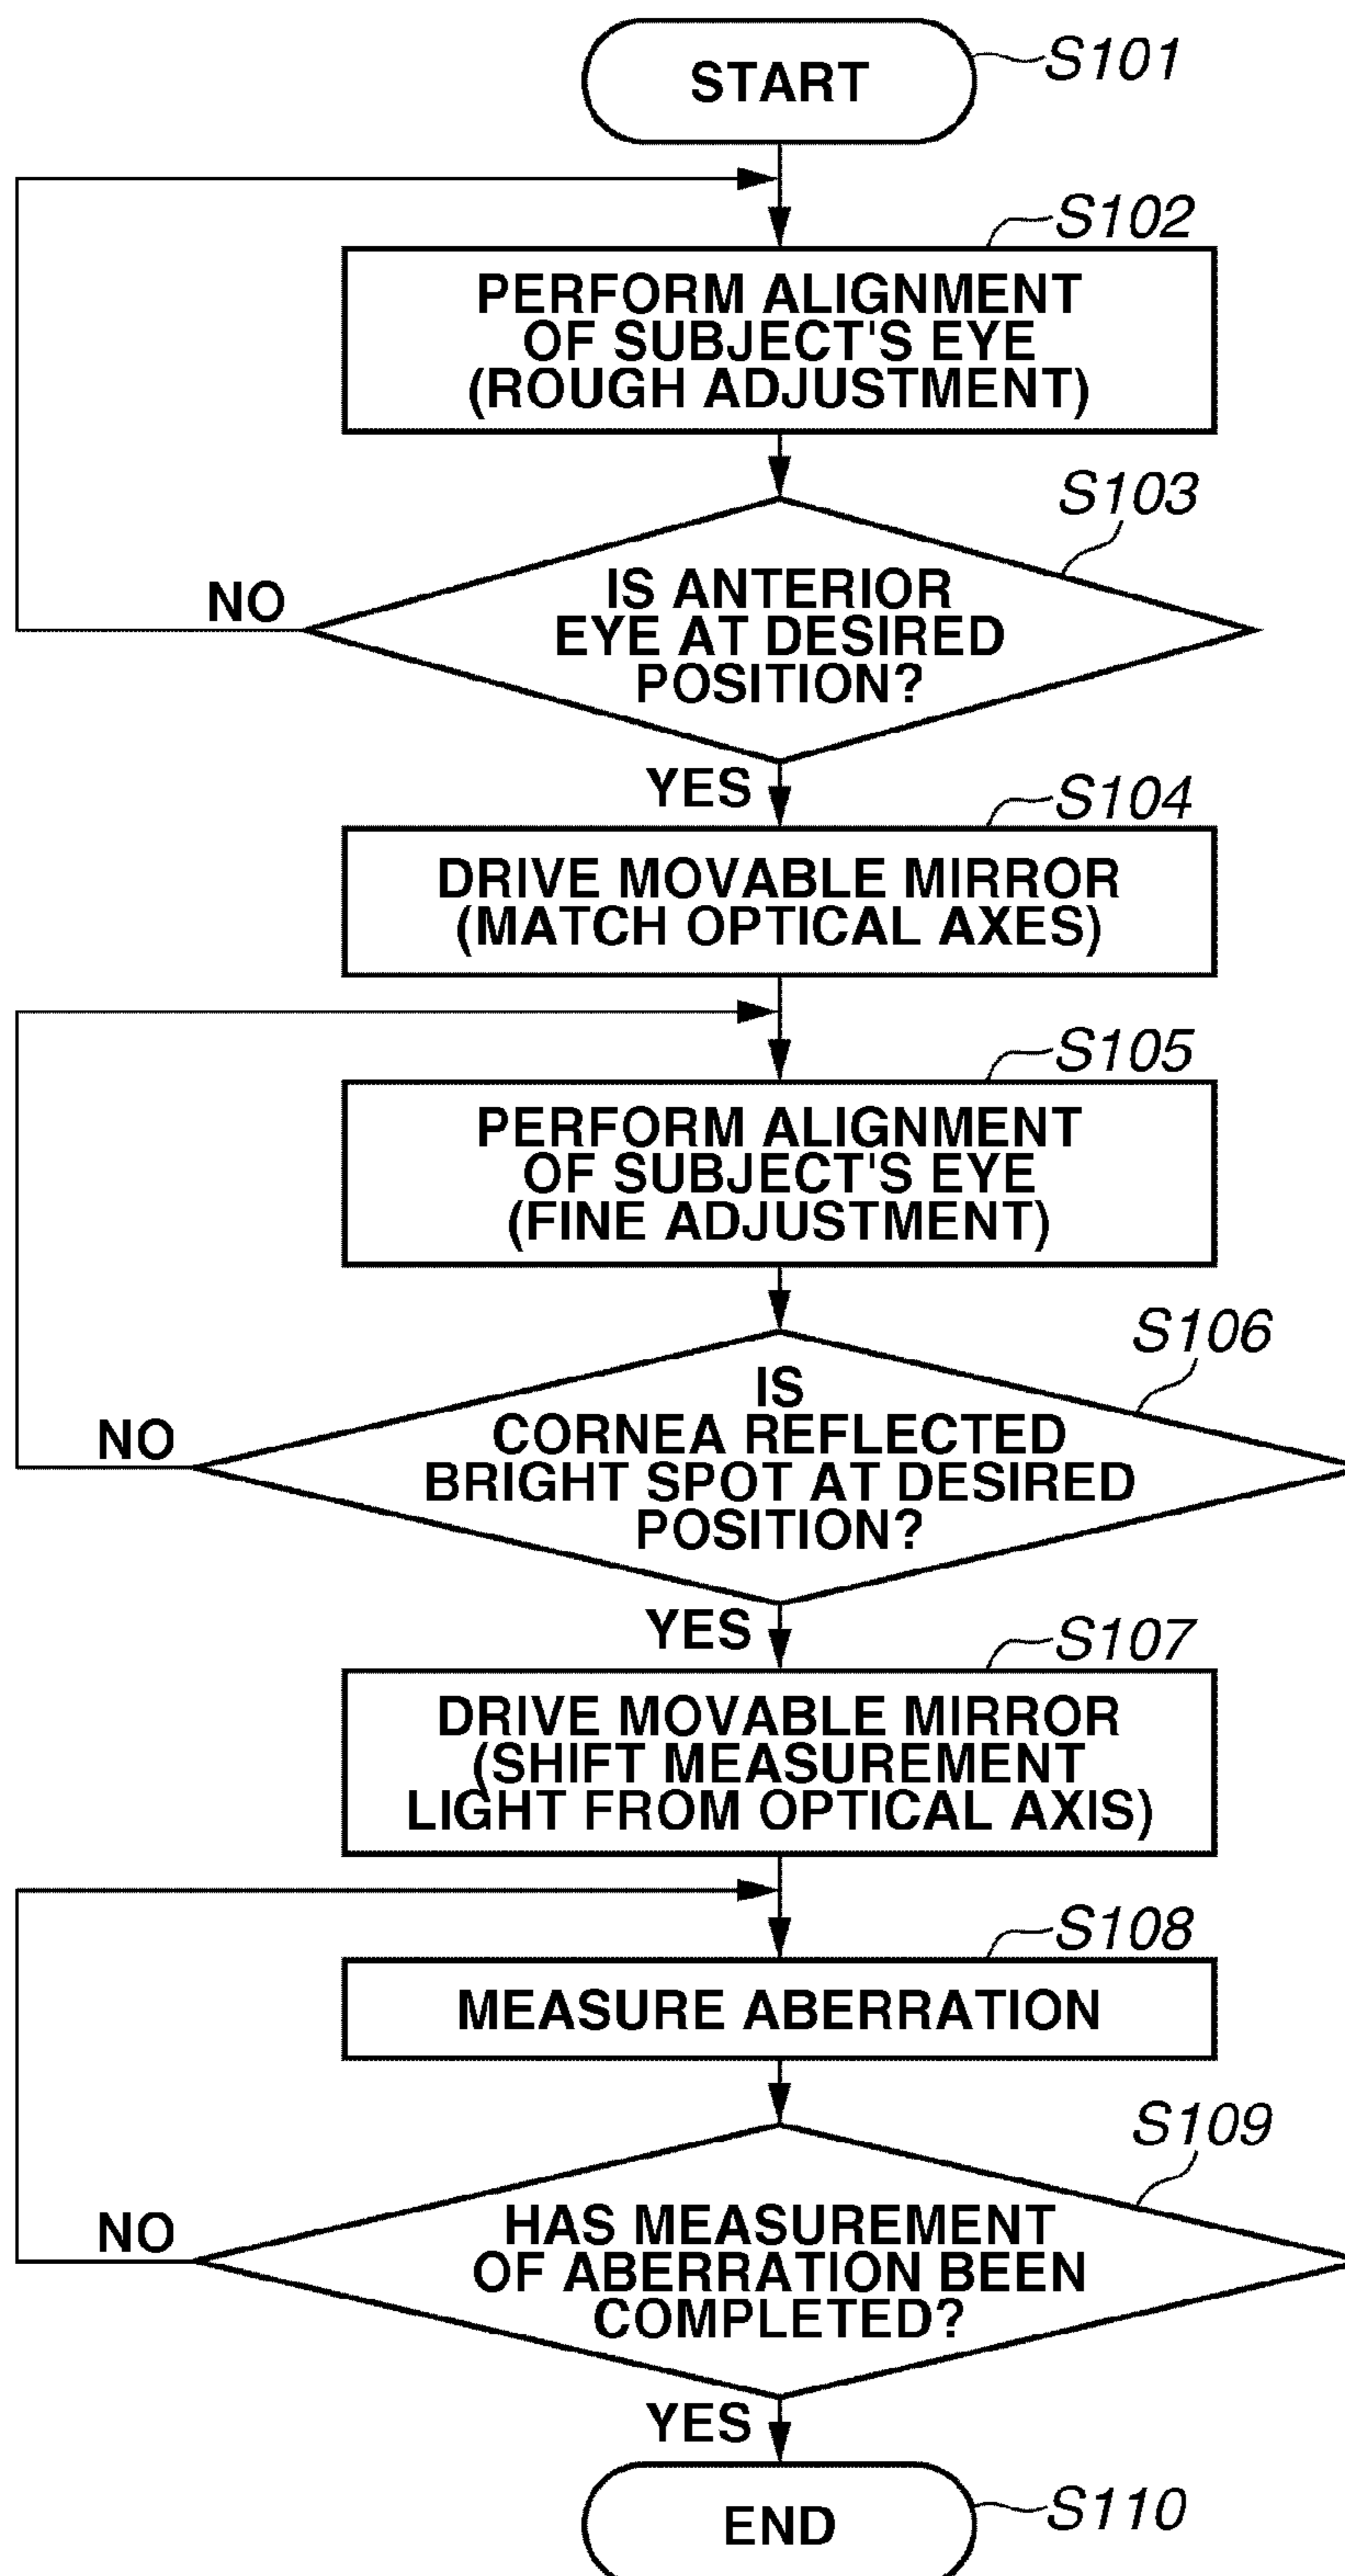 START
S101
S102
PERFORM ALIGNMENT
OF SUBJECT'S EYE
(ROUGH ADJUSTMENT)
S103
IS ANTERIOR
EYE AT DESIRED
POSITION?
NO
YES
S104
DRIVE MOVABLE MIRROR
(MATCH OPTICAL AXES)
S105
PERFORM ALIGNMENT
OF SUBJECT'S EYE
(FINE ADJUSTMENT)
S106
IS
CORNEA REFLECTED
BRIGHT SPOT AT DESIRED
POSITION?
NO
YES
S107
DRIVE MOVABLE MIRROR
(SHIFT MEASUREMENT
LIGHT FROM OPTICAL AXIS)
S108
MEASURE ABERRATION
S109
HAS MEASUREMENT
OF ABERRATION BEEN
COMPLETED?
NO
YES
END
S110